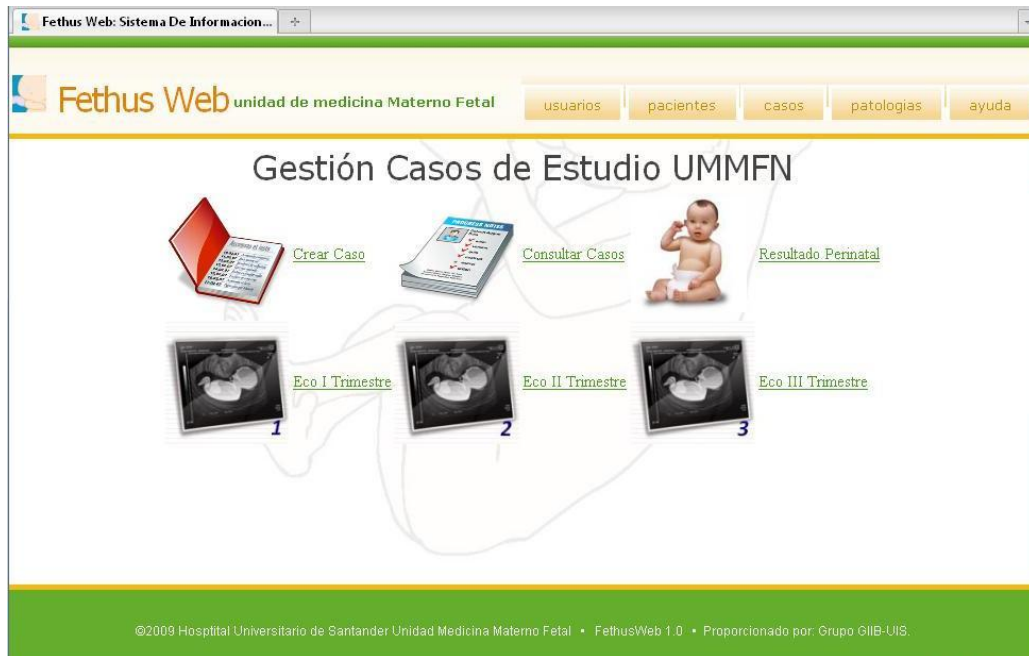 Fethus Web: Sistema De Informacion...
Fethus Web unidad de medicina Materno Fetal
usuarios pacientes casos patologias ayuda
Gestión Casos de Estudio UMMFN
PROGRESS NOTES
Crear Caso Consultar Casos Resultado Perinatal
Eco I Trimestre Eco II Trimestre Eco III Trimestre
1 2 3
©2009 Hosptital Universitario de Santander Unidad Medicina Materno Fetal • FethusWeb 1.0 • Proporcionado por: Grupo GIIB-UIS.